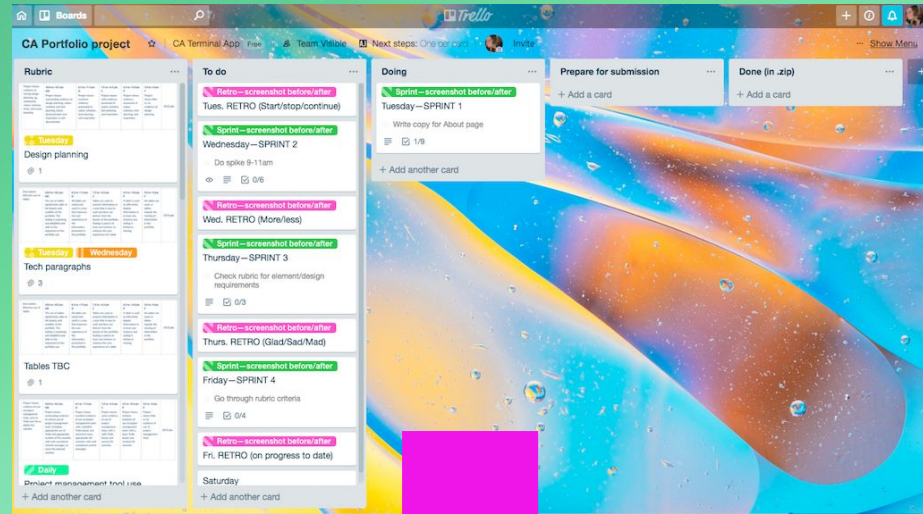 Boards
Trello
CA Portfolio project
CA Terminal App Free
Team Visible
Next steps: One per card
Invite
Show Menu
Rubric
Tuesday
Design planning
1
Tuesday Wednesday
Tech paragraphs
3
Tables TBC
1
Daily
Project management tool use
+ Add another card
To do
Retro—screenshot before/after
Tues. RETRO (Start/stop/continue)
Sprint—screenshot before/after
Wednesday—SPRINT 2
Do spike 9-11am
0/6
Retro—screenshot before/after
Wed. RETRO (More/less)
Sprint—screenshot before/after
Thursday—SPRINT 3
Check rubric for element/design
requirements
0/3
Retro—screenshot before/after
Thurs. RETRO (Glad/Sad/Mad)
Sprint—screenshot before/after
Friday—SPRINT 4
Go through rubric criteria
0/4
Retro—screenshot before/after
Fri. RETRO (on progress to date)
Saturday
+ Add another card
Doing
Sprint—screenshot before/after
Tuesday—SPRINT 1
Write copy for About page
1/9
+ Add another card
Prepare for submission
+ Add a card
Done (in .zip)
+ Add a card